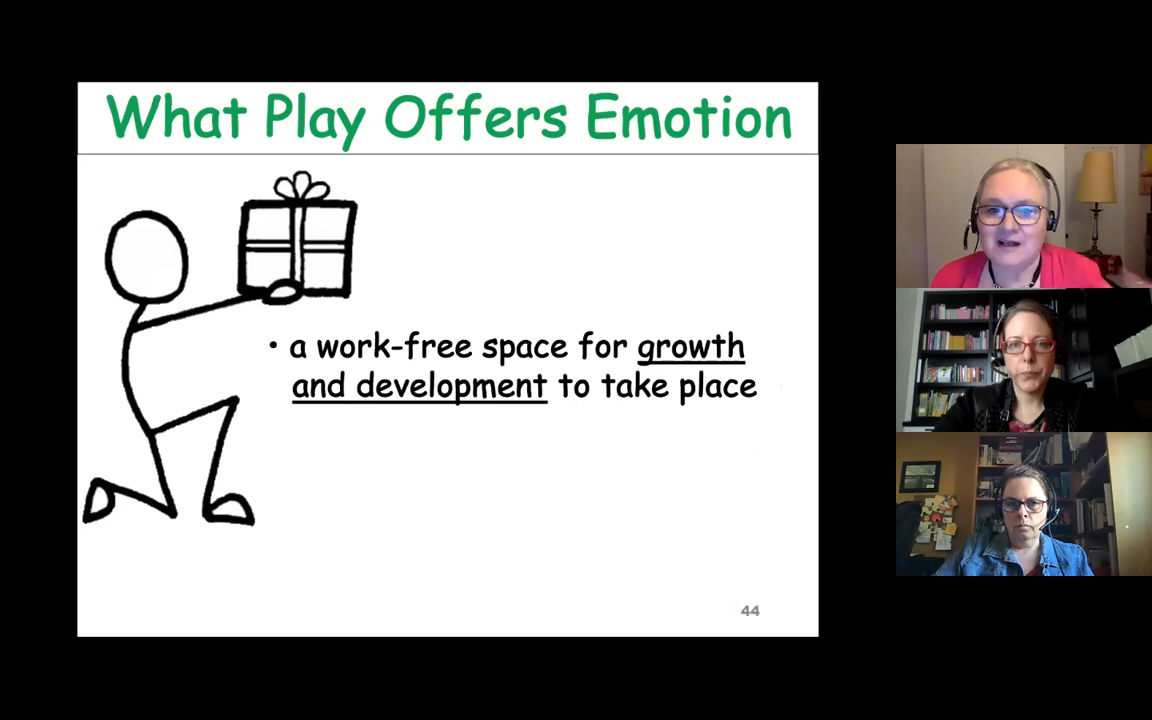 What Play Offers Emotion
• a work-free space for growth
and development to take place
44